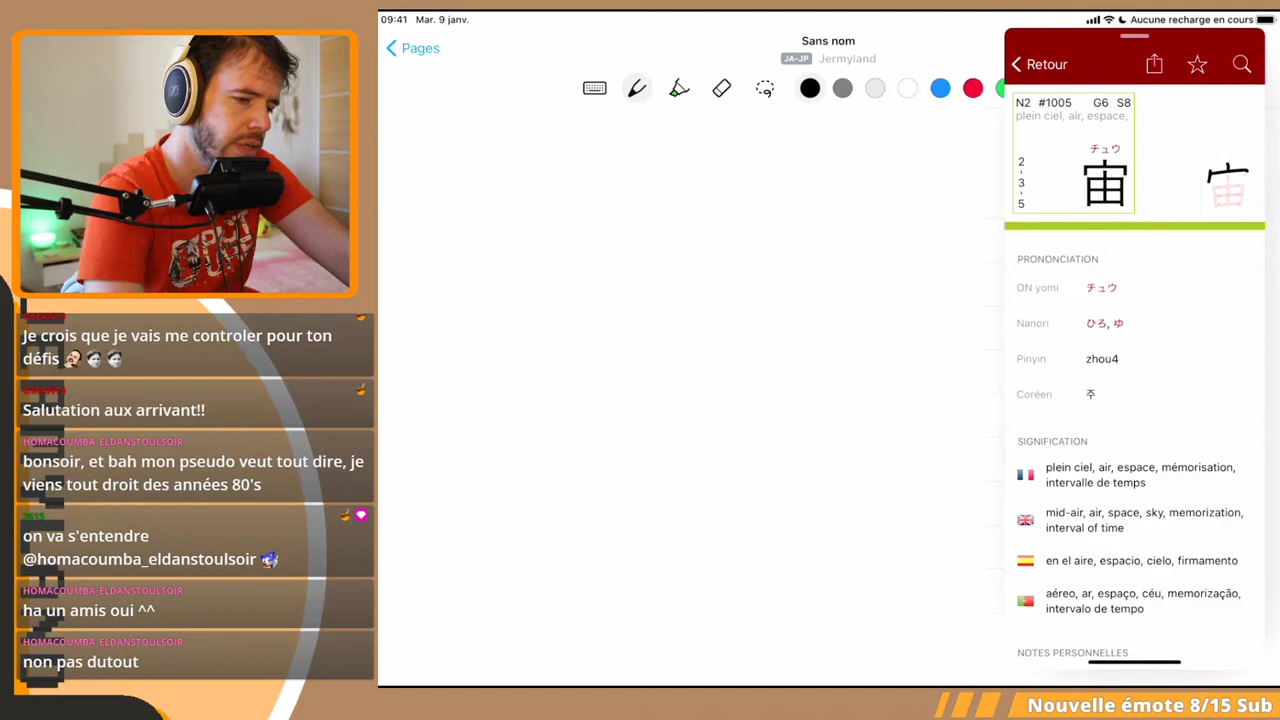 09:41 Mar. 9 janv.
Aucune recharge en cours
Pages
Sans nom
JA-JP Jermyland
Retour
N2 #1005 G6 S8
plein ciel, air, espace,
チュウ
2
-
3
-
5
宙
PRONONCIATION
ON yomi チュウ
Nanori ひろ, ゆ
Pinyin zhou4
Coréen 주
SIGNIFICATION
plein ciel, air, espace, mémorisation,
intervalle de temps
mid-air, air, space, sky, memorization,
interval of time
en el aire, espacio, cielo, firmamento
aéreo, ar, espaço, céu, memorização,
intervalo de tempo
NOTES PERSONNELLES
Je crois que je vais me controler pour ton
défis
Salutation aux arrivant!!
HOMACOUMBA_ELDANSTOULSOIR
bonsoir, et bah mon pseudo veut tout dire, je
viens tout droit des années 80's
on va s'entendre
@homacoumba_eldanstoulsoir
HOMACOUMBA_ELDANSTOULSOIR
ha un amis oui ^^
HOMACOUMBA_ELDANSTOULSOIR
non pas dutout
Nouvelle émote 8/15 Sub